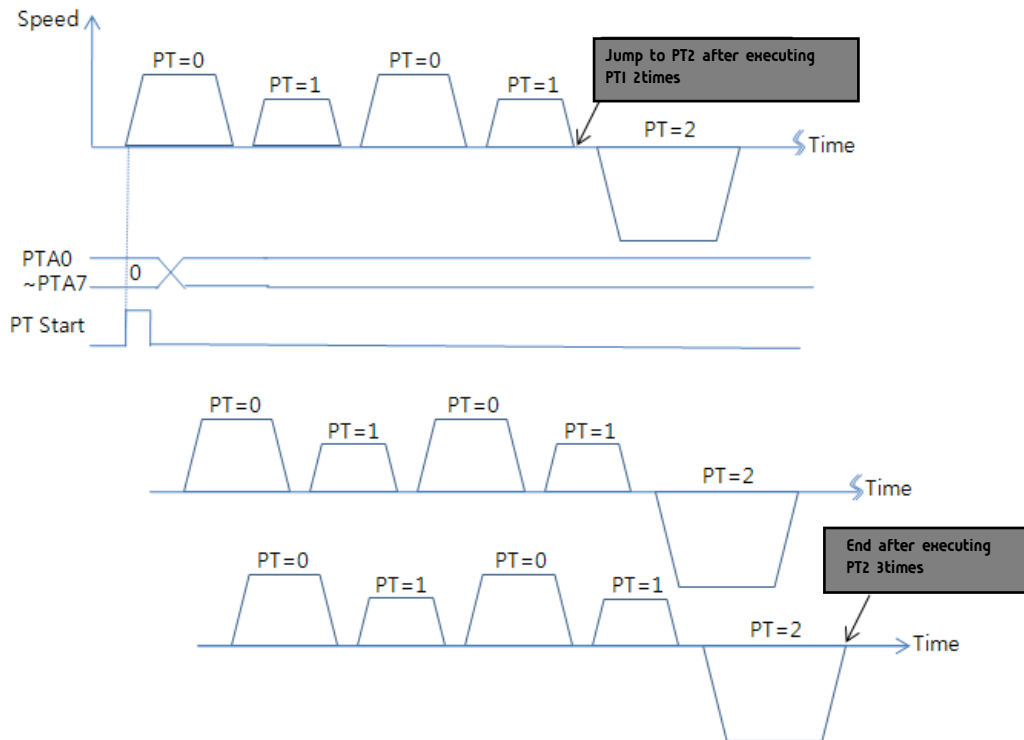 Speed
PT=0
PT=1
PT=0
PT=1
Jump to PT2 after executing
PT1 2times
PT=2
Time
PTA0
~PTA7
0
PT Start
PT=0
PT=1
PT=0
PT=1
PT=2
Time
End after executing
PT2 3times
PT=0
PT=1
PT=0
PT=1
PT=2
Time